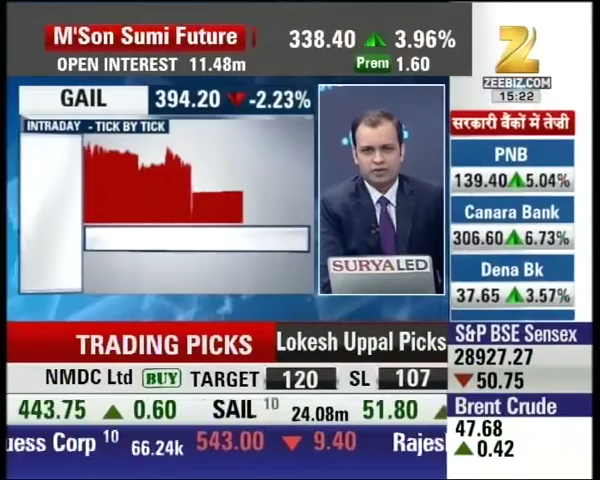 M'Son Sumi Future
338.40 3.96%
OPEN INTEREST 11.48m
Prem 1.60
Z
ZEEBIZ.COM
15:22
GAIL 394.20 -2.23%
INTRADAY - TICK BY TICK
SURYA LED
सरकारी बैंकों में तेजी
PNB
139.40 5.04%
Canara Bank
306.60 6.73%
Dena Bk
37.65 3.57%
TRADING PICKS
Lokesh Uppal Picks
NMDC Ltd BUY TARGET 120 SL 107
S&P BSE Sensex
28927.27
50.75
Brent Crude
47.68
0.42
443.75 0.60 SAIL 10 24.08m 51.80
uess Corp 10 66.24k 543.00 9.40 Rajes